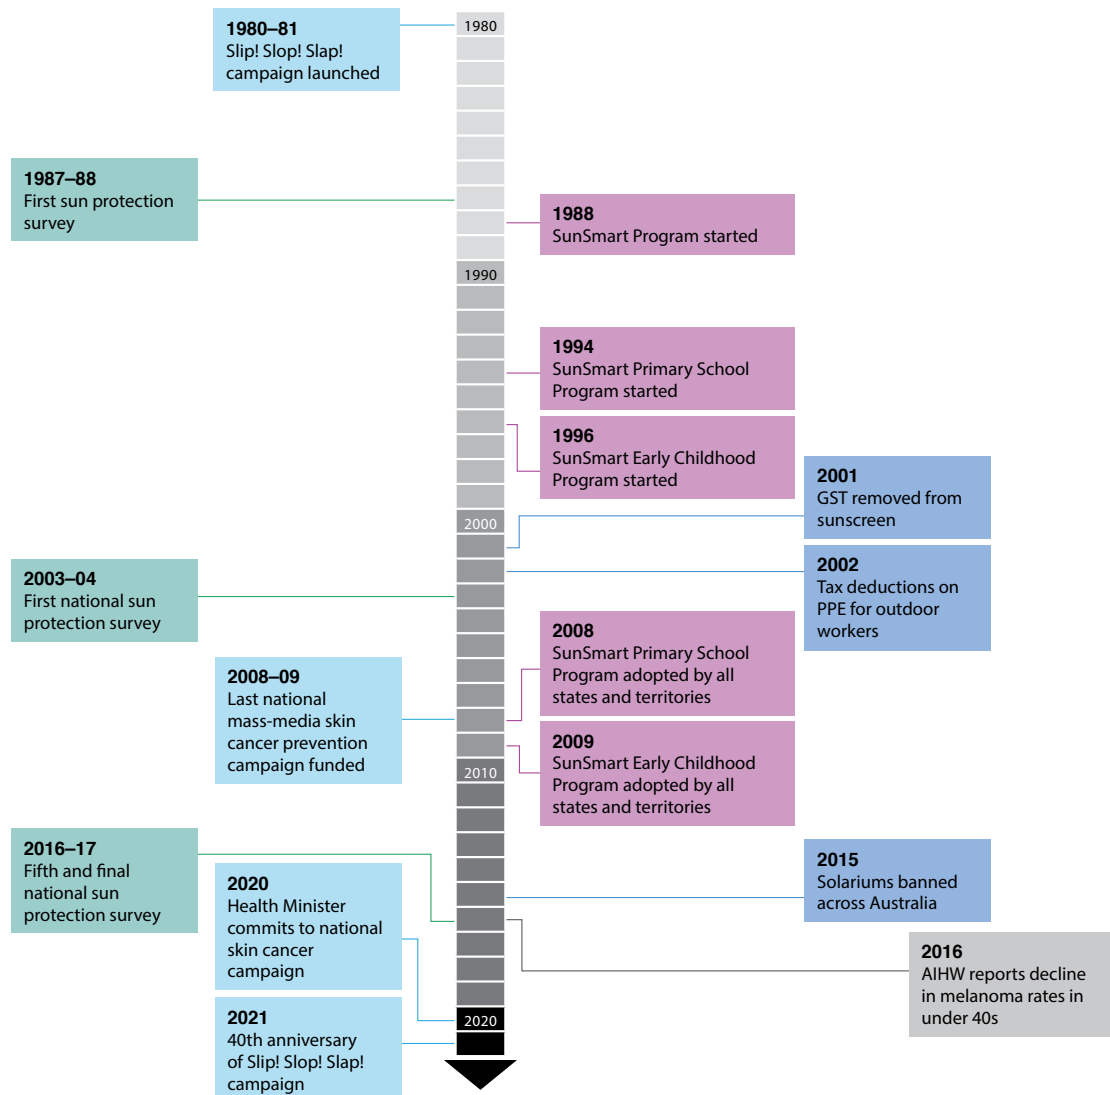 1980
1980–81
Slip! Slop! Slap!
campaign launched
1987–88
First sun protection
survey
1988
SunSmart Program started
1990
1994
SunSmart Primary School
Program started
1996
SunSmart Early Childhood
Program started
2001
GST removed from
sunscreen
2000
2002
Tax deductions on
PPE for outdoor
workers
2003–04
First national sun
protection survey
2008
SunSmart Primary School
Program adopted by all
states and territories
2008–09
Last national
mass-media skin
cancer prevention
campaign funded
2009
SunSmart Early Childhood
Program adopted by all
states and territories
2010
2016–17
Fifth and final
national sun
protection survey
2015
Solariums banned
across Australia
2020
Health Minister
commits to national
skin cancer
campaign
2016
AIHW reports decline
in melanoma rates in
under 40s
2020
2021
40th anniversary
of Slip! Slop! Slap!
campaign